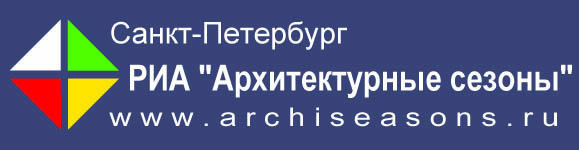 Санкт-Петербург
РИА "Архитектурные сезоны"
www.archiseasons.ru